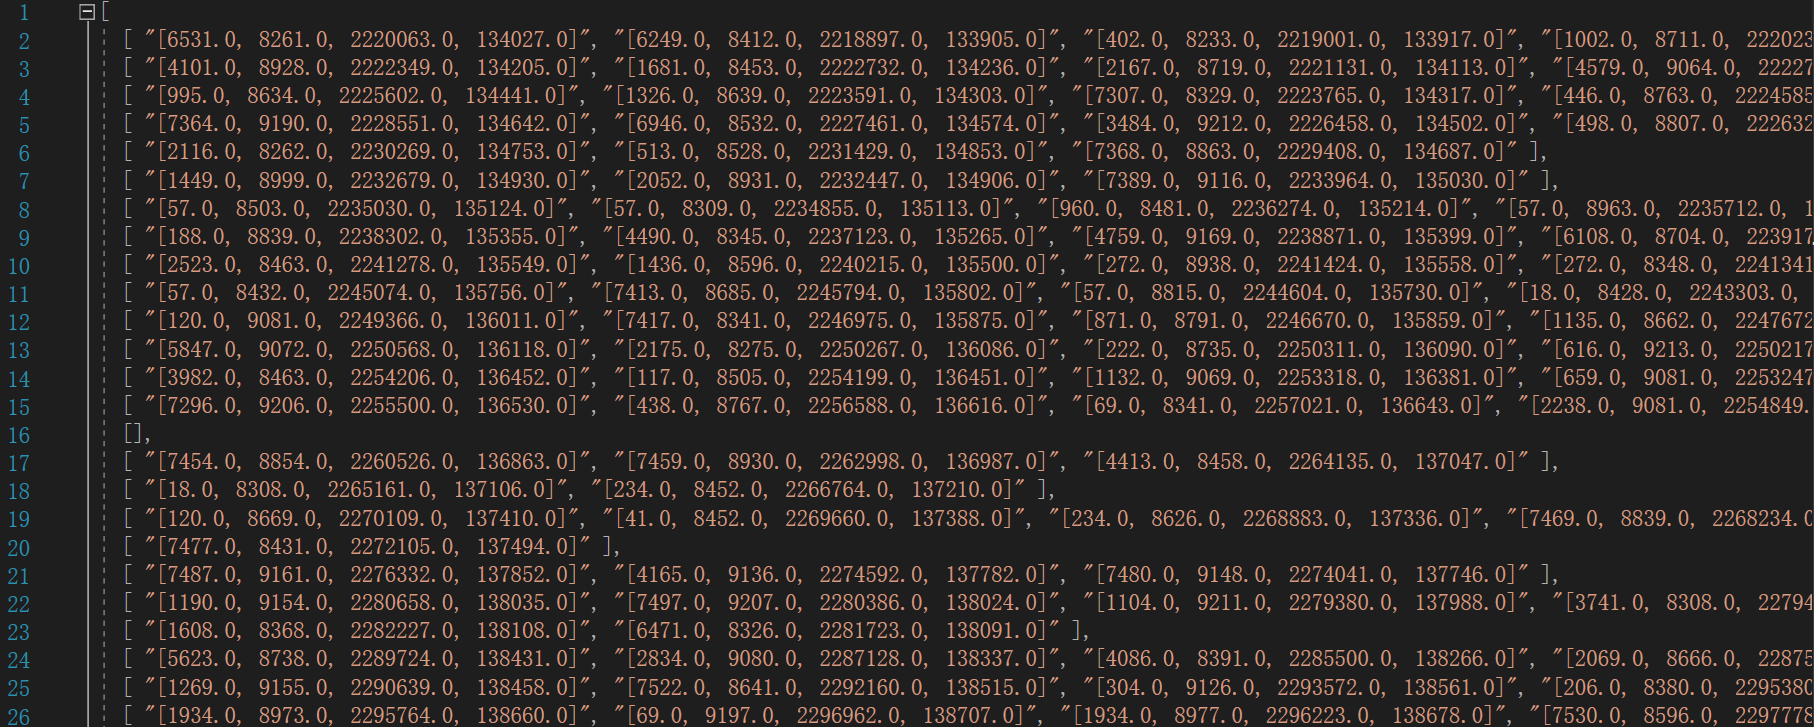 1 [
2 [ "[6531.0, 8261.0, 2220063.0, 134027.0]", "[6249.0, 8412.0, 2218897.0, 133905.0]", "[402.0, 8233.0, 2219001.0, 133917.0]", "[1002.0, 8711.0, 222023
3 [ "[4101.0, 8928.0, 2222349.0, 134205.0]", "[1681.0, 8453.0, 2222732.0, 134236.0]", "[2167.0, 8719.0, 2221131.0, 134113.0]", "[4579.0, 9064.0, 22227
4 [ "[995.0, 8634.0, 2225602.0, 134441.0]", "[1326.0, 8639.0, 2223591.0, 134303.0]", "[7307.0, 8329.0, 2223765.0, 134317.0]", "[446.0, 8763.0, 2224585
5 [ "[7364.0, 9190.0, 2228551.0, 134642.0]", "[6946.0, 8532.0, 2227461.0, 134574.0]", "[3484.0, 9212.0, 2226458.0, 134502.0]", "[498.0, 8807.0, 222632
6 [ "[2116.0, 8262.0, 2230269.0, 134753.0]", "[513.0, 8528.0, 2231429.0, 134853.0]", "[7368.0, 8863.0, 2229408.0, 134687.0]" ],
7 [ "[1449.0, 8999.0, 2232679.0, 134930.0]", "[2052.0, 8931.0, 2232447.0, 134906.0]", "[7389.0, 9116.0, 2233964.0, 135030.0]" ],
8 [ "[57.0, 8503.0, 2235030.0, 135124.0]", "[57.0, 8309.0, 2234855.0, 135113.0]", "[960.0, 8481.0, 2236274.0, 135214.0]", "[57.0, 8963.0, 2235712.0, 1
9 [ "[188.0, 8839.0, 2238302.0, 135355.0]", "[4490.0, 8345.0, 2237123.0, 135265.0]", "[4759.0, 9169.0, 2238871.0, 135399.0]", "[6108.0, 8704.0, 223917
10 [ "[2523.0, 8463.0, 2241278.0, 135549.0]", "[1436.0, 8596.0, 2240215.0, 135500.0]", "[272.0, 8938.0, 2241424.0, 135558.0]", "[272.0, 8348.0, 2241341
11 [ "[57.0, 8432.0, 2245074.0, 135756.0]", "[7413.0, 8685.0, 2245794.0, 135802.0]", "[57.0, 8815.0, 2244604.0, 135730.0]", "[18.0, 8428.0, 2243303.0,
12 [ "[120.0, 9081.0, 2249366.0, 136011.0]", "[7417.0, 8341.0, 2246975.0, 135875.0]", "[871.0, 8791.0, 2246670.0, 135859.0]", "[1135.0, 8662.0, 2247672
13 [ "[5847.0, 9072.0, 2250568.0, 136118.0]", "[2175.0, 8275.0, 2250267.0, 136086.0]", "[222.0, 8735.0, 2250311.0, 136090.0]", "[616.0, 9213.0, 2250217
14 [ "[3982.0, 8463.0, 2254206.0, 136452.0]", "[117.0, 8505.0, 2254199.0, 136451.0]", "[1132.0, 9069.0, 2253318.0, 136381.0]", "[659.0, 9081.0, 2253247
15 [ "[7296.0, 9206.0, 2255500.0, 136530.0]", "[438.0, 8767.0, 2256588.0, 136616.0]", "[69.0, 8341.0, 2257021.0, 136643.0]", "[2238.0, 9081.0, 2254849.
16 [],
17 [ "[7454.0, 8854.0, 2260526.0, 136863.0]", "[7459.0, 8930.0, 2262998.0, 136987.0]", "[4413.0, 8458.0, 2264135.0, 137047.0]" ],
18 [ "[18.0, 8308.0, 2265161.0, 137106.0]", "[234.0, 8452.0, 2266764.0, 137210.0]" ],
19 [ "[120.0, 8669.0, 2270109.0, 137410.0]", "[41.0, 8452.0, 2269660.0, 137388.0]", "[234.0, 8626.0, 2268883.0, 137336.0]", "[7469.0, 8839.0, 2268234.0
20 [ "[7477.0, 8431.0, 2272105.0, 137494.0]" ],
21 [ "[7487.0, 9161.0, 2276332.0, 137852.0]", "[4165.0, 9136.0, 2274592.0, 137782.0]", "[7480.0, 9148.0, 2274041.0, 137746.0]" ],
22 [ "[1190.0, 9154.0, 2280658.0, 138035.0]", "[7497.0, 9207.0, 2280386.0, 138024.0]", "[1104.0, 9211.0, 2279380.0, 137988.0]", "[3741.0, 8308.0, 22794
23 [ "[1608.0, 8368.0, 2282227.0, 138108.0]", "[6471.0, 8326.0, 2281723.0, 138091.0]" ],
24 [ "[5623.0, 8738.0, 2289724.0, 138431.0]", "[2834.0, 9080.0, 2287128.0, 138337.0]", "[4086.0, 8391.0, 2285500.0, 138266.0]", "[2069.0, 8666.0, 22875
25 [ "[1269.0, 9155.0, 2290639.0, 138458.0]", "[7522.0, 8641.0, 2292160.0, 138515.0]", "[304.0, 9126.0, 2293572.0, 138561.0]", "[206.0, 8380.0, 2295380
26 [ "[1934.0, 8973.0, 2295764.0, 138660.0]", "[69.0, 9197.0, 2296962.0, 138707.0]", "[1934.0, 8977.0, 2296223.0, 138678.0]", "[7530.0, 8596.0, 2297778